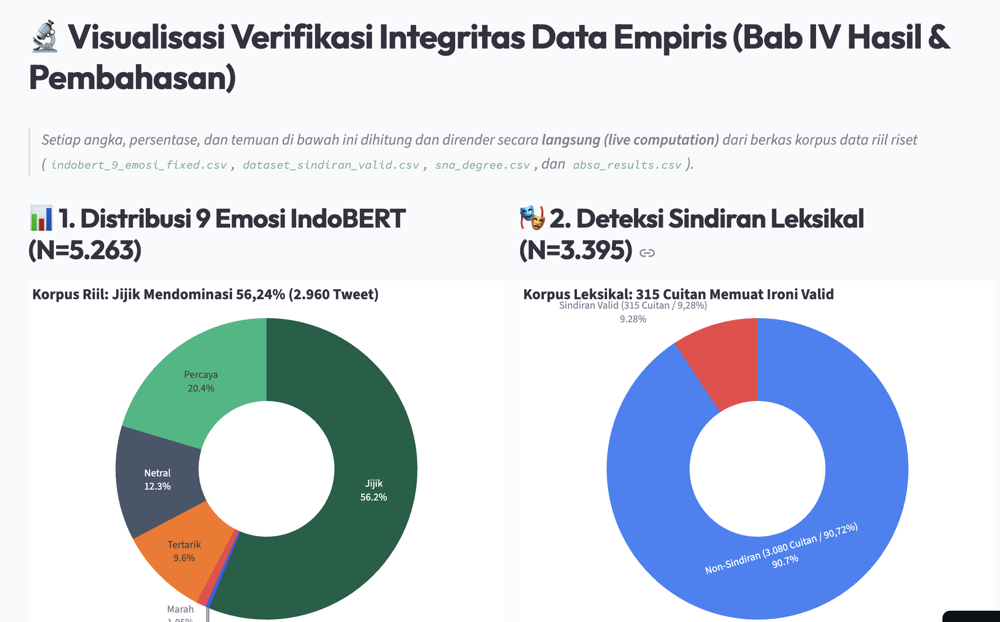 Visualisasi Verifikasi Integritas Data Empiris (Bab IV Hasil &
Pembahasan)
Setiap angka, persentase, dan temuan di bawah ini dihitung dan dirender secara langsung (live computation) dari berkas korpus data riil riset
( indobert_9_emosi_fixed.csv , dataset_sindiran_valid.csv , sna_degree.csv , dan absa_results.csv ).
1. Distribusi 9 Emosi IndoBERT
(N=5.263)
Korpus Riil: Jijik Mendominasi 56,24% (2.960 Tweet)
Percaya
20.4%
Netral
12.3%
Jijik
56.2%
Tertarik
9.6%
Marah
1.05%
2. Deteksi Sindiran Leksikal
(N=3.395)
Korpus Leksikal: 315 Cuitan Memuat Ironi Valid
Sindiran Valid (315 Cuitan / 9,28%)
9.28%
Non-Sindiran (3.080 Cuitan / 90,72%)
90.7%